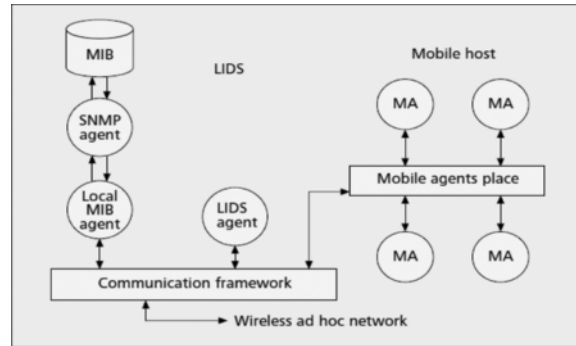 MIB
LIDS
Mobile host
SNMP
agent
MA
MA
Local
MIB
agent
LIDS
agent
Mobile agents place
MA
MA
Communication framework
Wireless ad hoc network